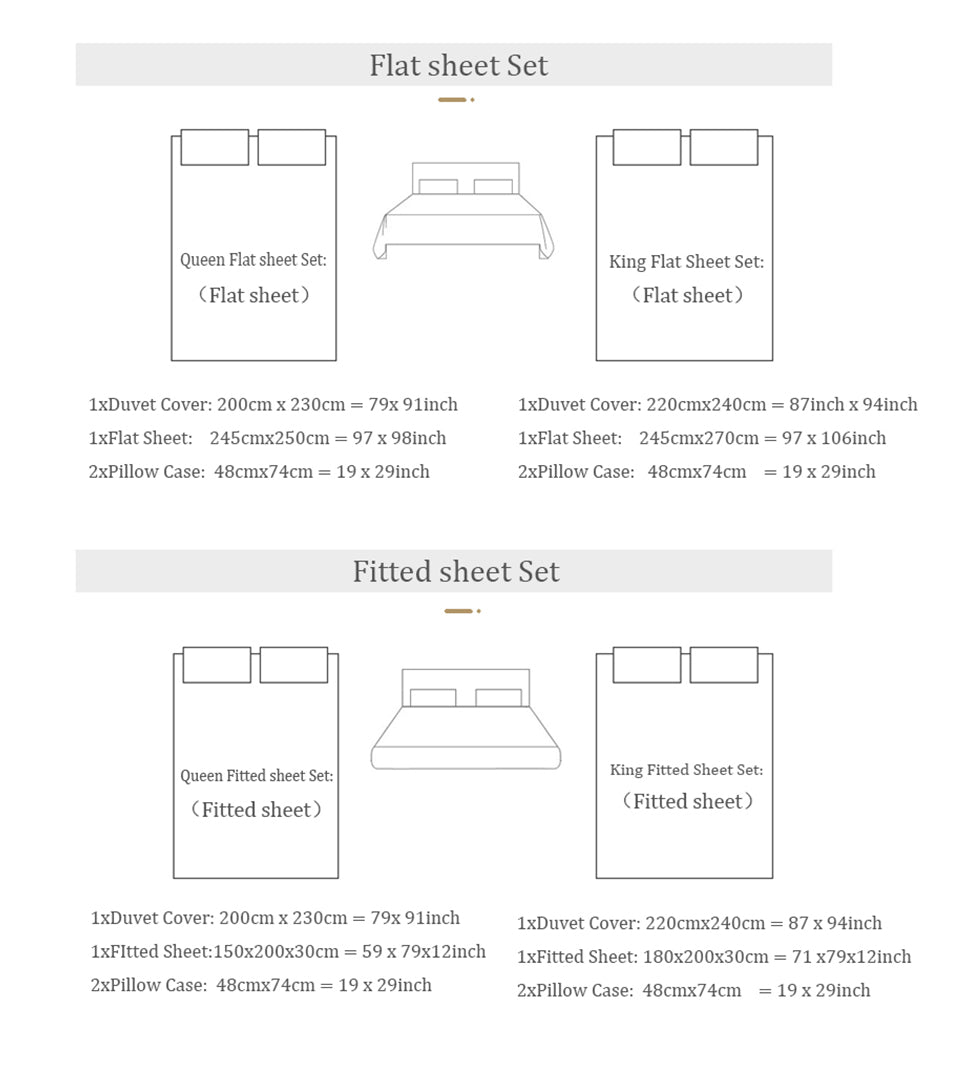 Flat sheet Set
Queen Flat sheet Set:
（Flat sheet）
King Flat Sheet Set:
（Flat sheet）
1xDuvet Cover: 200cm x 230cm = 79x 91inch
1xFlat Sheet: 245cmx250cm = 97 x 98inch
2xPillow Case: 48cmx74cm = 19 x 29inch
1xDuvet Cover: 220cmx240cm = 87inch x 94inch
1xFlat Sheet: 245cmx270cm = 97 x 106inch
2xPillow Case: 48cmx74cm = 19 x 29inch
Fitted sheet Set
Queen Fitted sheet Set:
（Fitted sheet）
King Fitted Sheet Set:
（Fitted sheet）
1xDuvet Cover: 200cm x 230cm = 79x 91inch
1xFItted Sheet:150x200x30cm = 59 x 79x12inch
2xPillow Case: 48cmx74cm = 19 x 29inch
1xDuvet Cover: 220cmx240cm = 87 x 94inch
1xFitted Sheet: 180x200x30cm = 71 x79x12inch
2xPillow Case: 48cmx74cm = 19 x 29inch